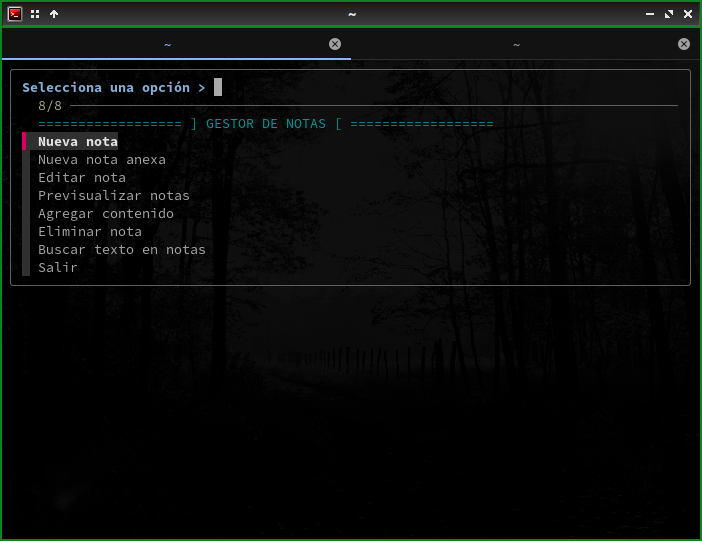 ~
~ ~
Selecciona una opción >
8/8
================== ] GESTOR DE NOTAS [ ==================
Nueva nota
Nueva nota anexa
Editar nota
Previsualizar notas
Agregar contenido
Eliminar nota
Buscar texto en notas
Salir